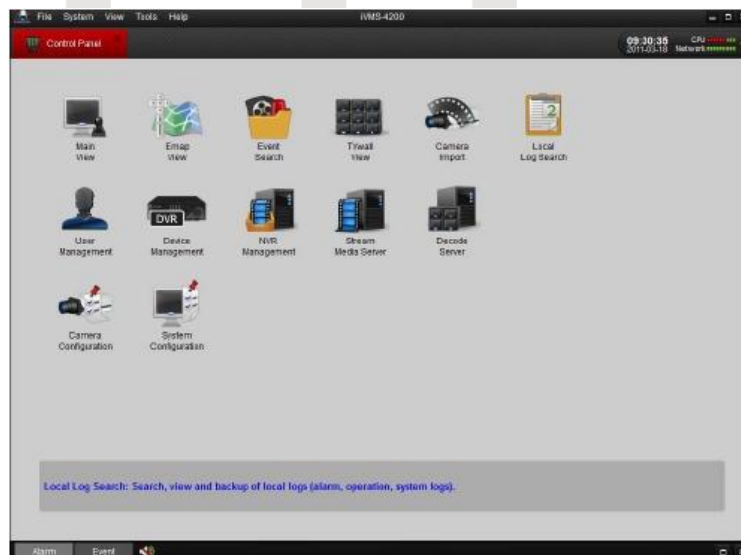 File System View Tools Help
iVMS-4200
Control Panel
09:30:35
2011-03-18
CPU
Network
Main
View
Emap
View
Event
Search
TVwall
View
Camera
Import
2
Local
Log Search
User
Management
DVR
Device
Management
NVR
Management
Stream
Media Server
Decode
Server
Camera
Configuration
System
Configuration
Local Log Search: Search, view and backup of local logs (alarm, operation, system logs).
Alarm Event